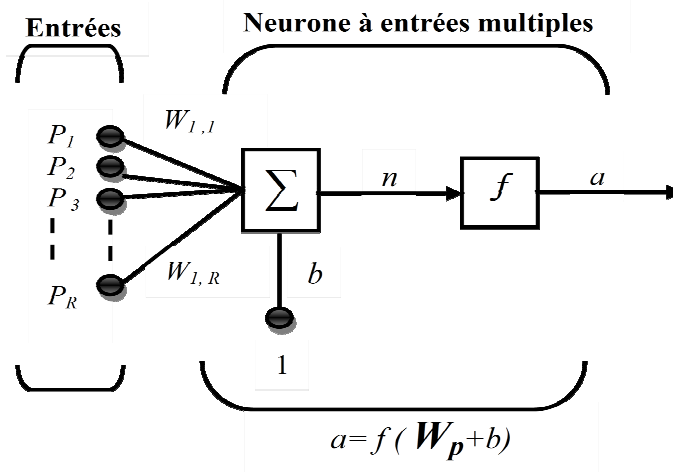 Entrées
Neurone à entrées multiples
P1
P2
P3
PR
W1,1
W1,R
∑
n
f
a
b
1
a=f(Wp+b)